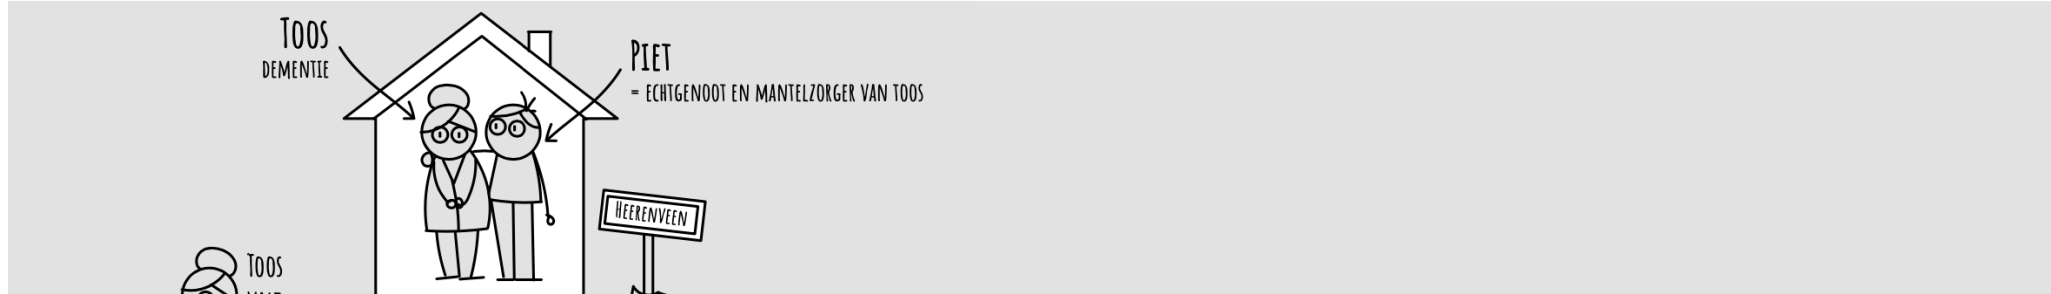 Toos
dementie
Piet
= echtgenoot en mantelzorger van Toos
Heerenveen
Toos